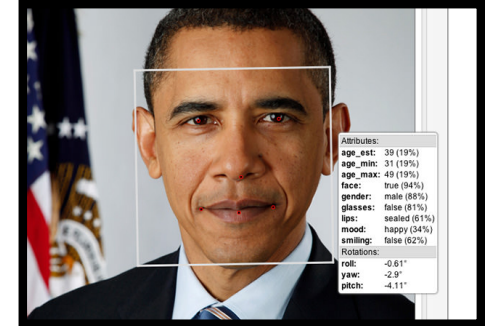 Attributes:
age_est: 39 (19%)
age_min: 31 (19%)
age_max: 49 (19%)
face: true (94%)
gender: male (88%)
glasses: false (81%)
lips: sealed (61%)
mood: happy (34%)
smiling: false (62%)
Rotations:
roll: -0.61°
yaw: -2.9°
pitch: -4.11°